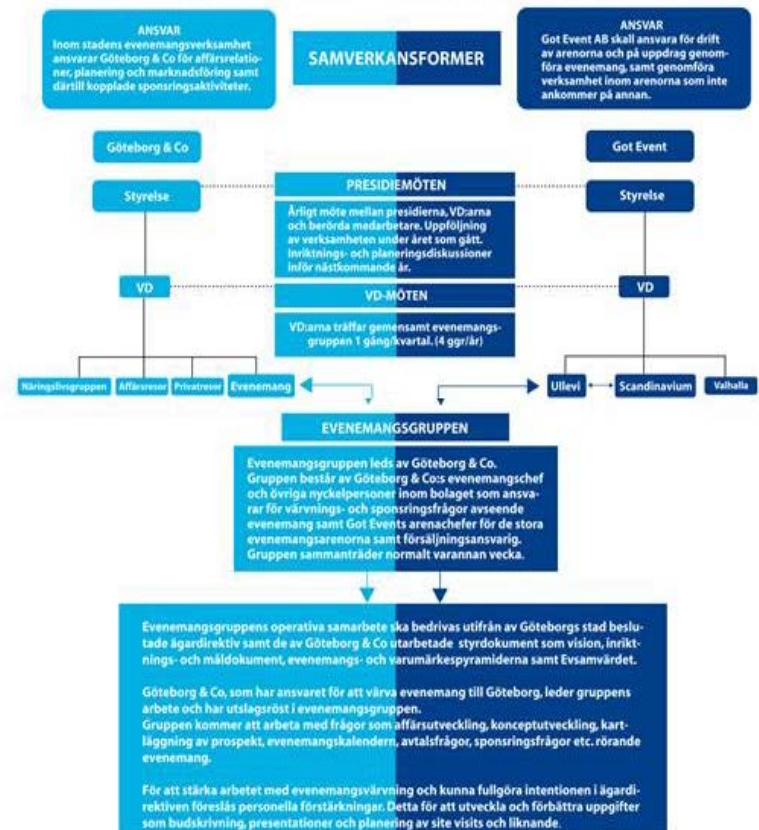 ANSVAR
Inom stadens evenemangsverksamhet
ansvarar Göteborg & Co för affärsrelatio-
ner, planering och marknadsföring samt
därtill kopplade sponsringsaktiviteter.
SAMVERKANSFORMER
ANSVAR
Got Event AB skall ansvara för drift
av arenorna och på uppdrag genom-
föra evenemang, samt genomföra
verksamhet inom arenorna som inte
ankommer på annan.
Göteborg & Co
Got Event
Styrelse
PRESIDIEMÖTEN
Styrelse
Årligt möte mellan presidierna, VD:arna
och berörda medarbetare. Uppföljning
av verksamheten under året som gått.
Inriktnings- och planeringsdiskussioner
inför nästkommande år.
VD
VD-MÖTEN
VD
VD:arna träffar gemensamt evenemangs-
gruppen 1 gång/kvartal. (4 ggr/år)
Näringslivsgruppen
Affärsresor
Privatresor
Evenemang
Ullevi
Scandinavium
Valhalla
EVENEMANGSGRUPPEN
Evenemangsgruppen leds av Göteborg & Co.
Gruppen består av Göteborg & Co:s evenemangschef
och övriga nyckelpersoner inom bolaget som ansva-
rar för värvnings- och sponsringsfrågor avseende
evenemang samt Got Events arenachefer för de stora
evenemangsarenorna samt försäljningsansvarig.
Gruppen sammanträder normalt varannan vecka.
Evenemangsgruppens operativa samarbete ska bedrivas utifrån av Göteborgs stad beslu-
tade ägardirektiv samt de av Göteborg & Co utarbetade styrdokument som vision, inrikt-
nings- och måldokument, evenemangs- och varumärkespyramiderna samt Evsamvärdet.
Göteborg & Co, som har ansvaret för att värva evenemang till Göteborg, leder gruppens
arbete och har utslagsröst i evenemangsgruppen.
Gruppen kommer att arbeta med frågor som affärsutveckling, konceptutveckling, kart-
läggning av prospekt, evenemangskalendern, avtalsfrågor, sponsringsfrågor etc. rörande
evenemang.
För att stärka arbetet med evenemangsvärvning och kunna fullgöra intentionen i ägardi-
rektiven föreslås personella förstärkningar. Detta för att utveckla och förbättra uppgifter
som budskrivning, presentationer och planering av site visits och liknande.